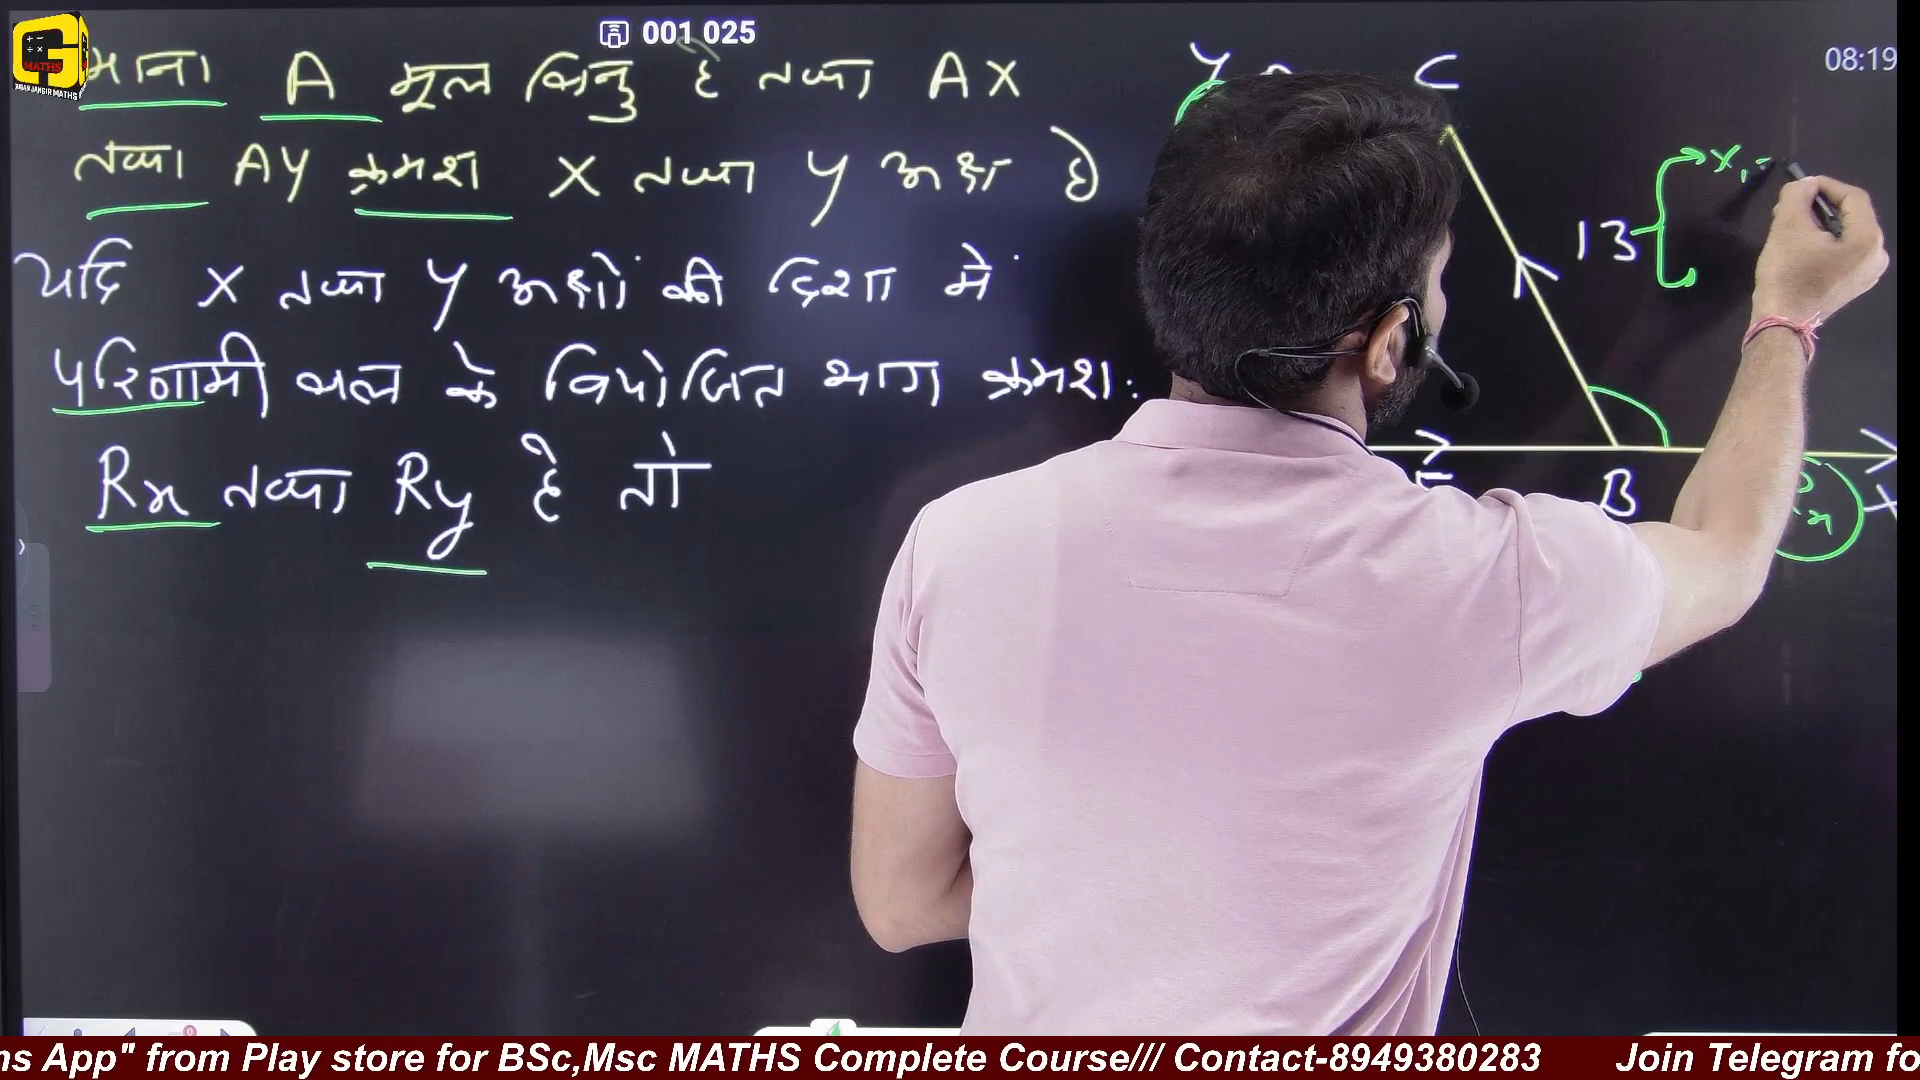 001 025
08:19
MATHS
माना A मूल बिन्दु है तथा AX
तथा AY क्रमश X तथा Y अक्ष है
यदि X तथा Y अक्षों की दिशा में
परिणामी बल के वियोजित भाग क्रमश:
Rx तथा Ry है तो
Y
C
13
X,
B
X
ns App" from Play store for BSc,Msc MATHS Complete Course/// Contact-8949380283 Join Telegram fo